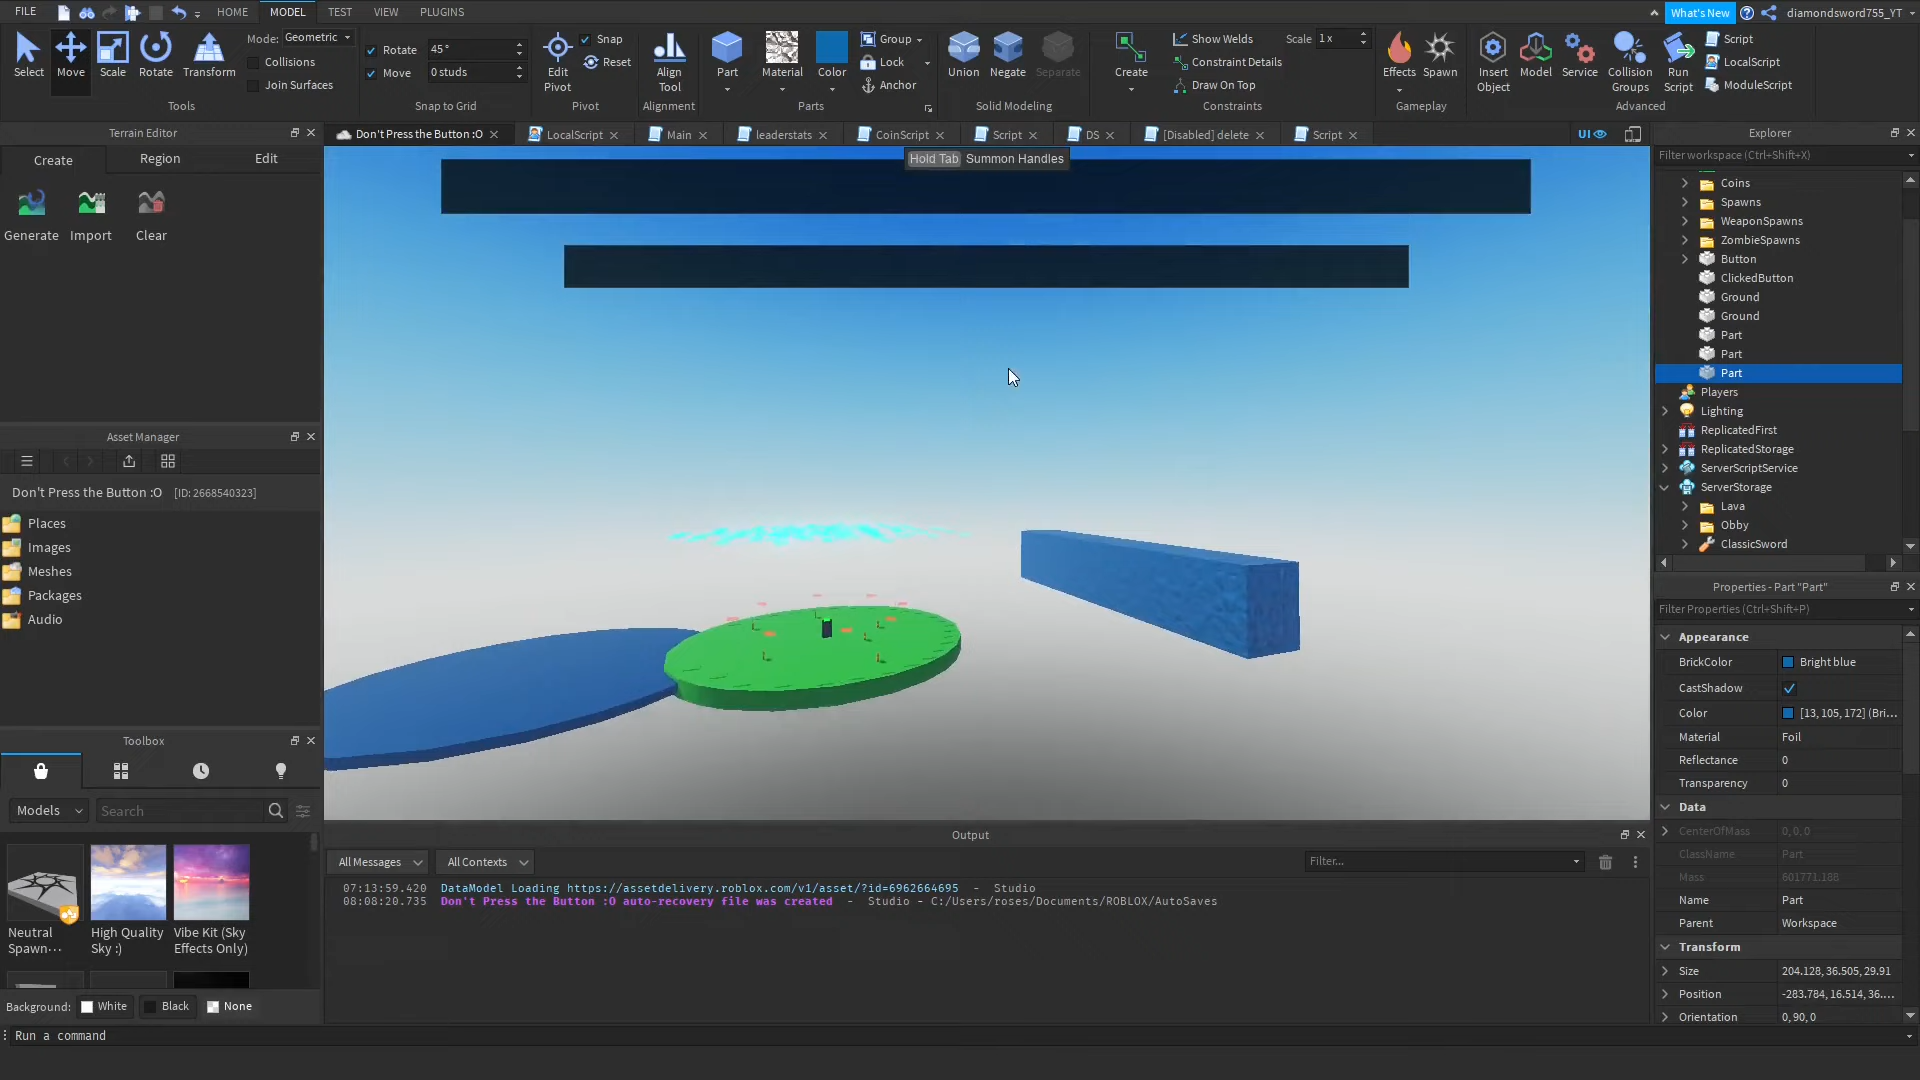 FILE HOME MODEL TEST VIEW PLUGINS What's New diamondsword755_YT
Select Move Scale Rotate Transform Mode: Geometric Collisions Join Surfaces Tools
Rotate 45° Move 0 studs Snap to Grid
Edit Pivot Snap Reset Pivot
Align Tool Alignment
Part Material Color Group Lock Anchor Parts
Union Negate Separate Solid Modeling
Create Show Welds Scale 1x Constraint Details Draw On Top Constraints
Effects Spawn Gameplay
Insert Object Model Service Collision Groups Run Script Script LocalScript ModuleScript Advanced
Terrain Editor
Create Region Edit
Generate Import Clear
Asset Manager
Don't Press the Button :O [ID: 2668540323]
Places
Images
Meshes
Packages
Audio
Toolbox
Models Search
Neutral Spawn...
High Quality Sky :)
Vibe Kit (Sky Effects Only)
Background: White Black None
Run a command
Don't Press the Button :O LocalScript Main leaderstats CoinScript Script DS [Disabled] delete Script UI
Hold Tab Summon Handles
Output
All Messages All Contexts Filter...
07:13:59.420 DataModel Loading https://assetdelivery.roblox.com/v1/asset/?id=6962664695 - Studio
08:08:20.735 Don't Press the Button :O auto-recovery file was created - Studio - C:/Users/roses/Documents/ROBLOX/AutoSaves
Explorer
Filter workspace (Ctrl+Shift+X)
Coins
Spawns
WeaponSpawns
ZombieSpawns
Button
ClickedButton
Ground
Ground
Part
Part
Part
Players
Lighting
ReplicatedFirst
ReplicatedStorage
ServerScriptService
ServerStorage
Lava
Obby
ClassicSword
Properties - Part "Part"
Filter Properties (Ctrl+Shift+P)
Appearance
BrickColor Bright blue
CastShadow
Color [13, 105, 172] (Bri...
Material Foil
Reflectance 0
Transparency 0
Data
CenterOfMass 0, 0, 0
ClassName Part
Mass 601771.188
Name Part
Parent Workspace
Transform
Size 204.128, 36.505, 29.91
Position -283.784, 16.514, 36....
Orientation 0, 90, 0